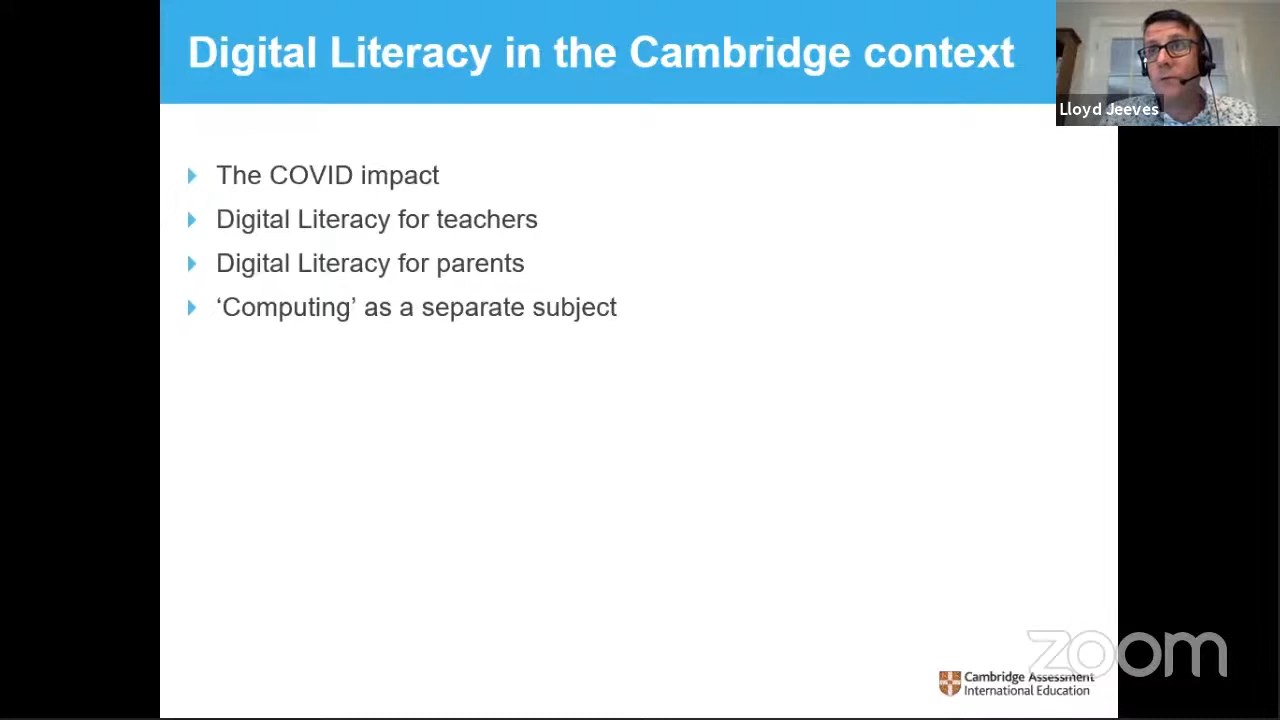 Digital Literacy in the Cambridge context
Lloyd Jeeves
The COVID impact
Digital Literacy for teachers
Digital Literacy for parents
‘Computing’ as a separate subject
zoom
Cambridge Assessment
International Education